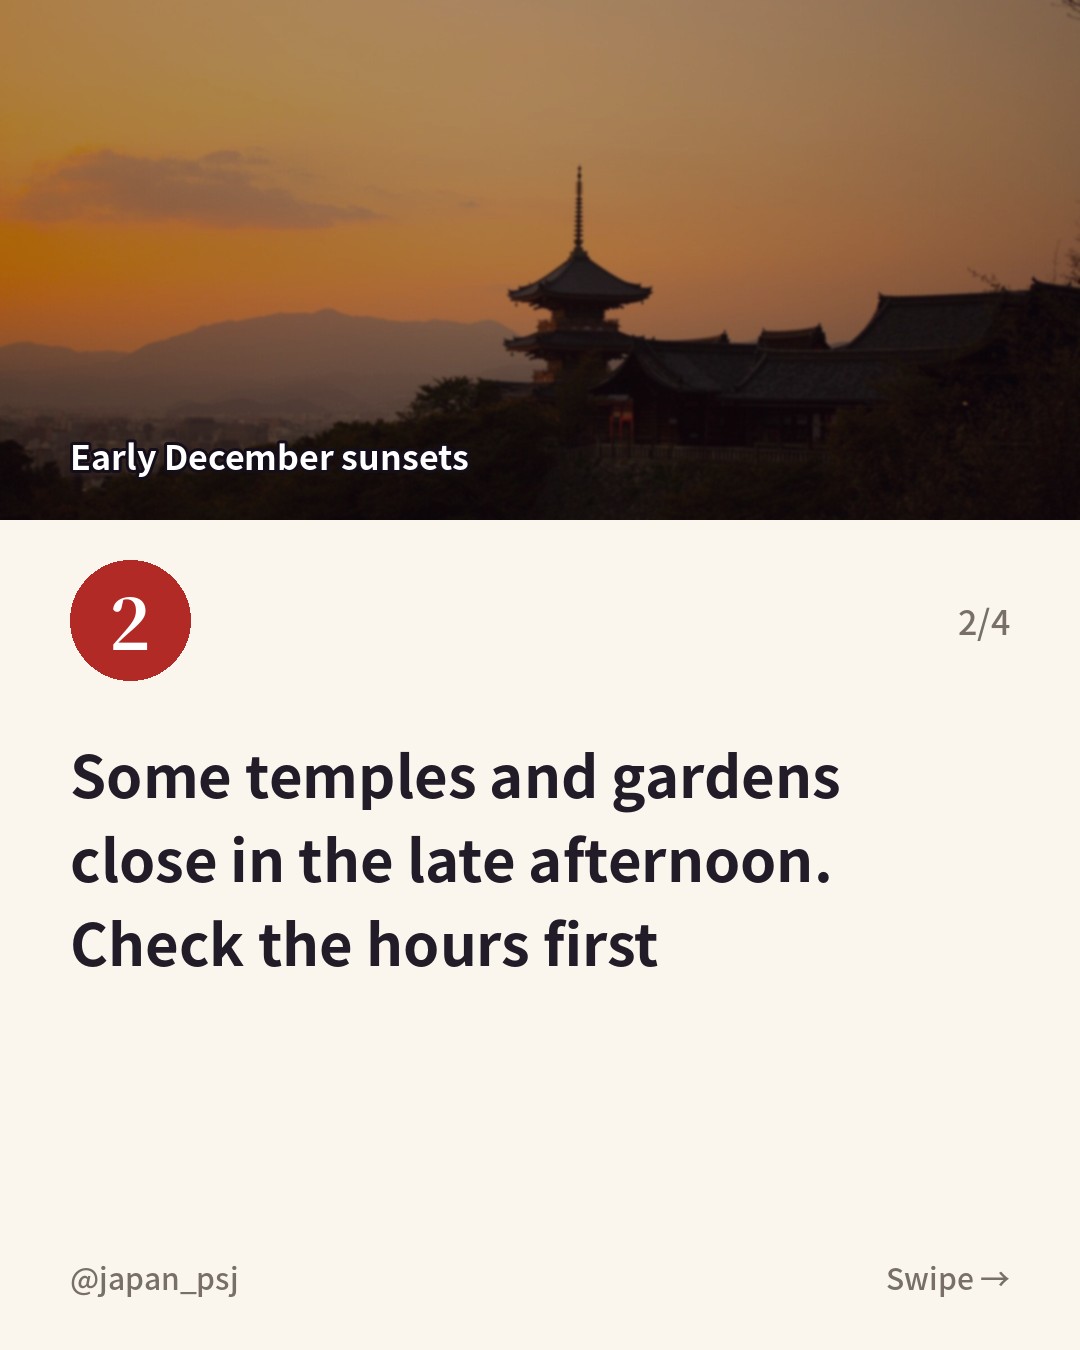 Early December sunsets
2
2/4
Some temples and gardens
close in the late afternoon.
Check the hours first
@japan_psj
Swipe →